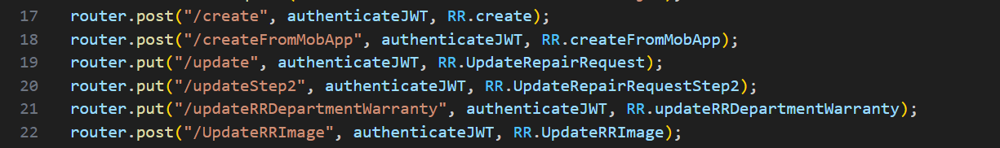 17 router.post("/create", authenticateJWT, RR.create);
18 router.post("/createFromMobApp", authenticateJWT, RR.createFromMobApp);
19 router.put("/update", authenticateJWT, RR.UpdateRepairRequest);
20 router.put("/updateStep2", authenticateJWT, RR.UpdateRepairRequestStep2);
21 router.put("/updateRRDepartmentWarranty", authenticateJWT, RR.updateRRDepartmentWarranty);
22 router.post("/UpdateRRImage", authenticateJWT, RR.UpdateRRImage);